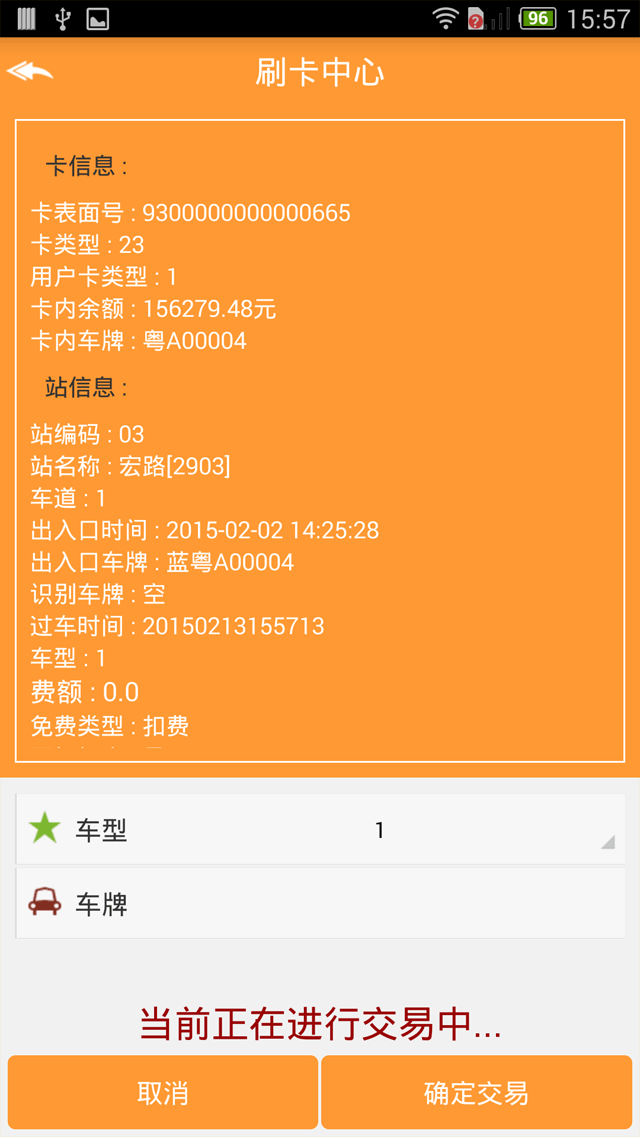 96 15:57
刷卡中心
卡信息 :
卡表面号 : 9300000000000665
卡类型 : 23
用户卡类型 : 1
卡内余额 : 156279.48元
卡内车牌 : 粤A00004
站信息 :
站编码 : 03
站名称 : 宏路[2903]
车道 : 1
出入口时间 : 2015-02-02 14:25:28
出入口车牌 : 蓝粤A00004
识别车牌 : 空
过车时间 : 20150213155713
车型 : 1
费额 : 0.0
免费类型 : 扣费
车型 1
车牌
当前正在进行交易中...
取消 确定交易